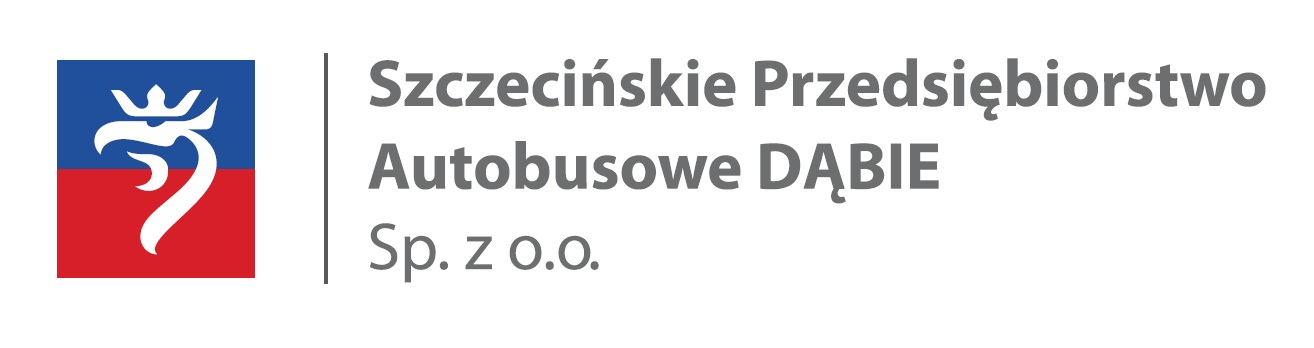 Szczecińskie Przedsiębiorstwo
Autobusowe DĄBIE
Sp. z o.o.